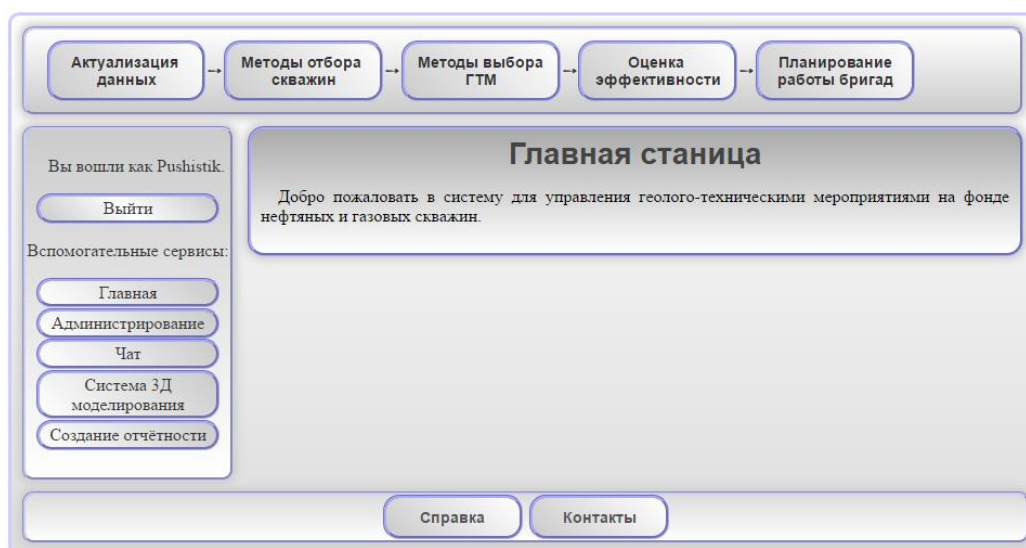 Актуализация
данных
→
Методы отбора
скважин
→
Методы выбора
ГТМ
→
Оценка
эффективности
→
Планирование
работы бригад
Вы вошли как Pushistik.
Выйти
Вспомогательные сервисы:
Главная
Администрирование
Чат
Система 3Д
моделирования
Создание отчётности
Главная станица
Добро пожаловать в систему для управления геолого-техническими мероприятиями на фонде
нефтяных и газовых скважин.
Справка
Контакты